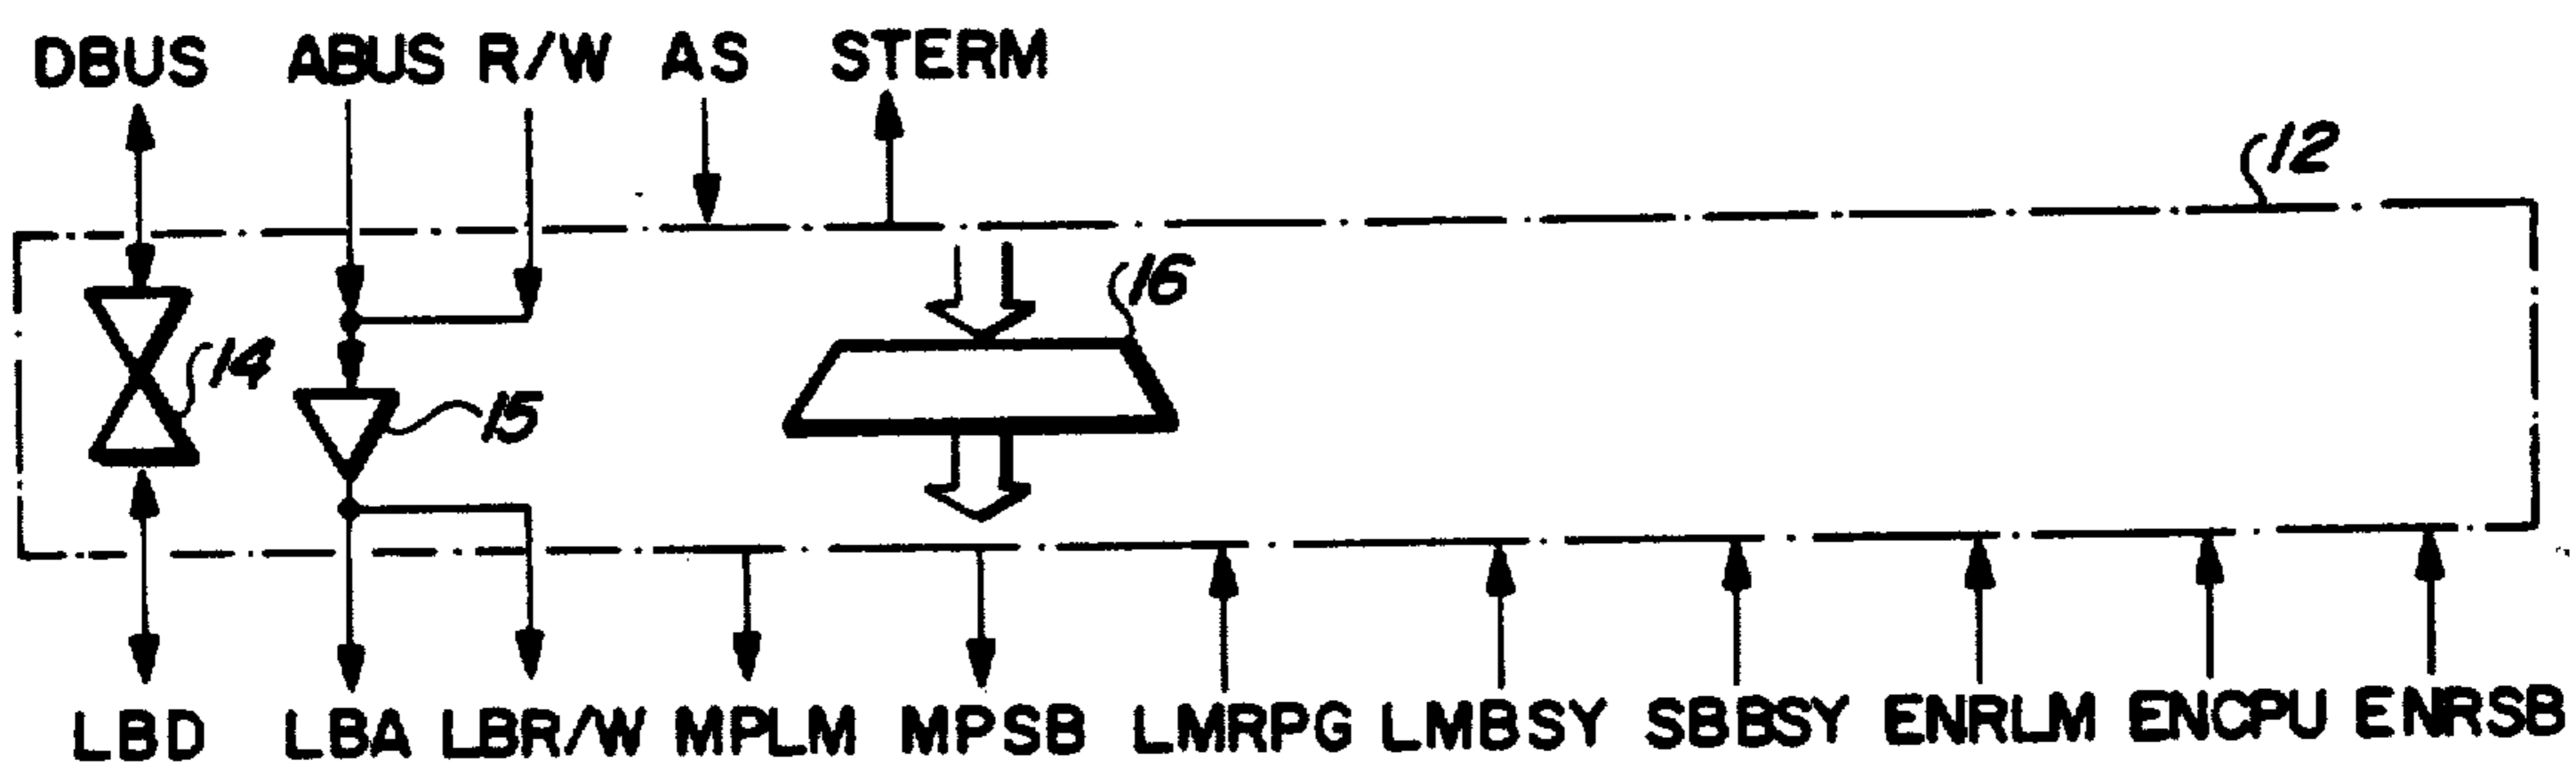 DBUS ABUS R/W AS STERM
12
16
14
15
LBD LBA LBR/W MPLM MPSB LMRPG LMBSY SBBSY ENRLM ENCPU ENRSB